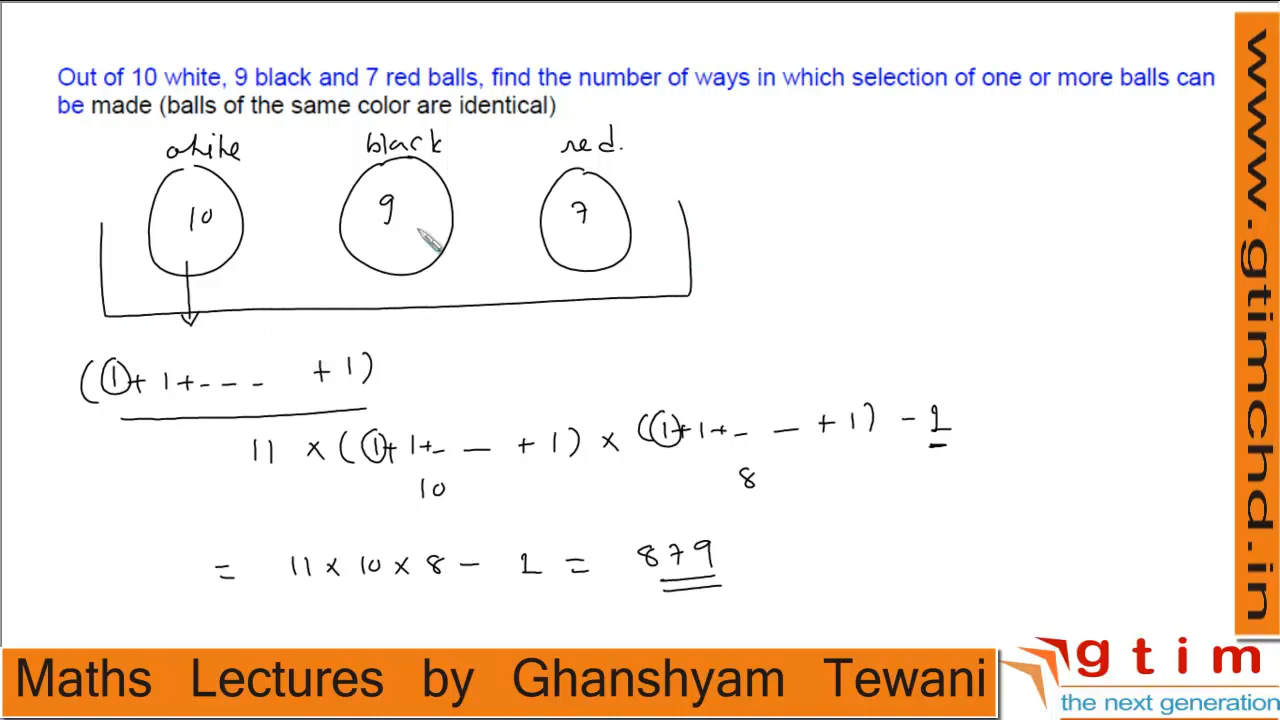 Out of 10 white, 9 black and 7 red balls, find the number of ways in which selection of one or more balls can
be made (balls of the same color are identical)
white black red.
10 9 7
(1+ 1 +--- + 1)
11 × (1+ 1+- — + 1) × (1+1+- — + 1) - 1
10 8
= 11 × 10 × 8 - 1 = 879
Maths Lectures by Ghanshyam Tewani
gtim
the next generation
www.gtimchd.in